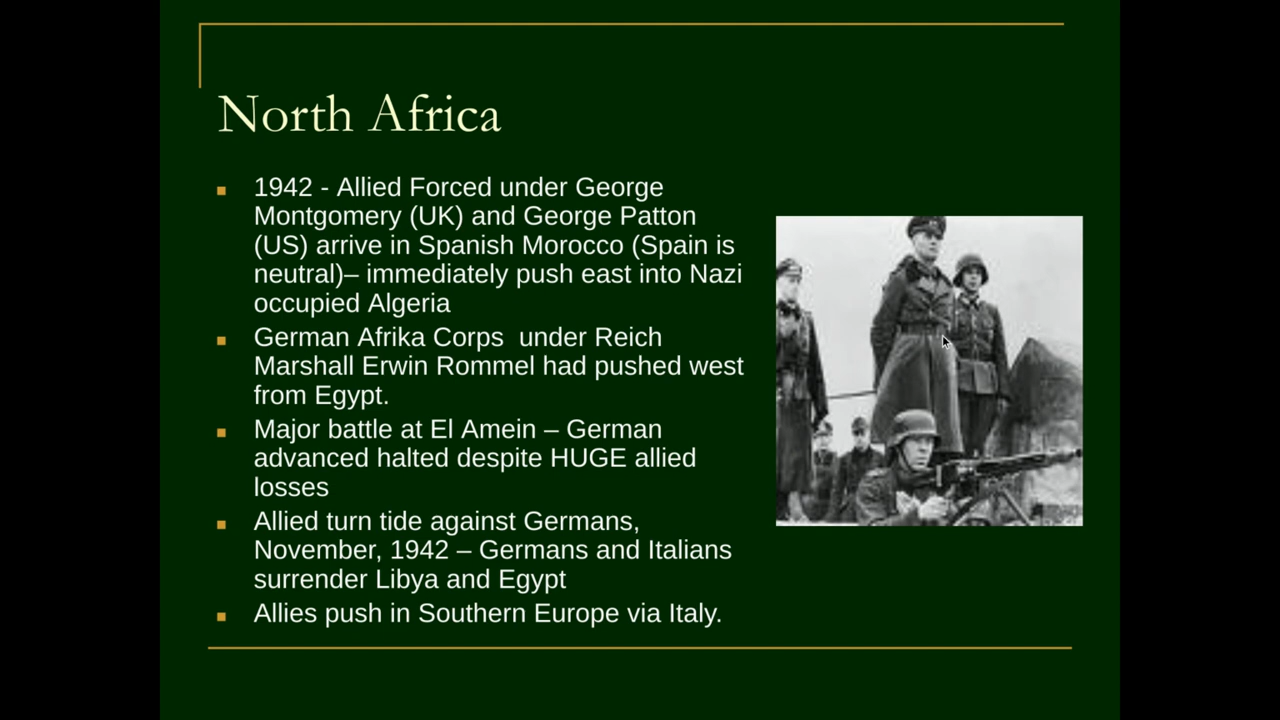 North Africa
1942 - Allied Forced under George
Montgomery (UK) and George Patton
(US) arrive in Spanish Morocco (Spain is
neutral)– immediately push east into Nazi
occupied Algeria
German Afrika Corps  under Reich
Marshall Erwin Rommel had pushed west
from Egypt.
Major battle at El Amein – German
advanced halted despite HUGE allied
losses
Allied turn tide against Germans,
November, 1942 – Germans and Italians
surrender Libya and Egypt
Allies push in Southern Europe via Italy.